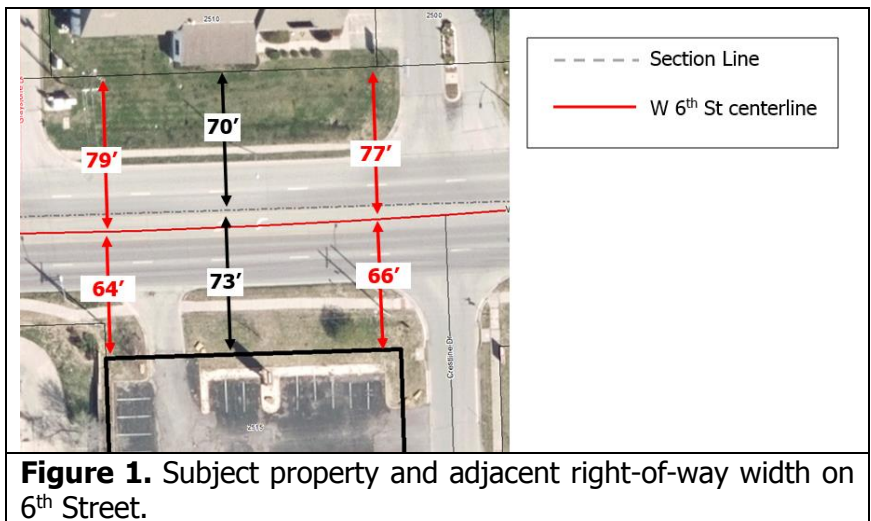 2510
2500
Section Line
W 6th St centerline
70’
79’
77’
64’
73’
66’
Crestline Dr
2515
Figure 1. Subject property and adjacent right-of-way width on
6th Street.